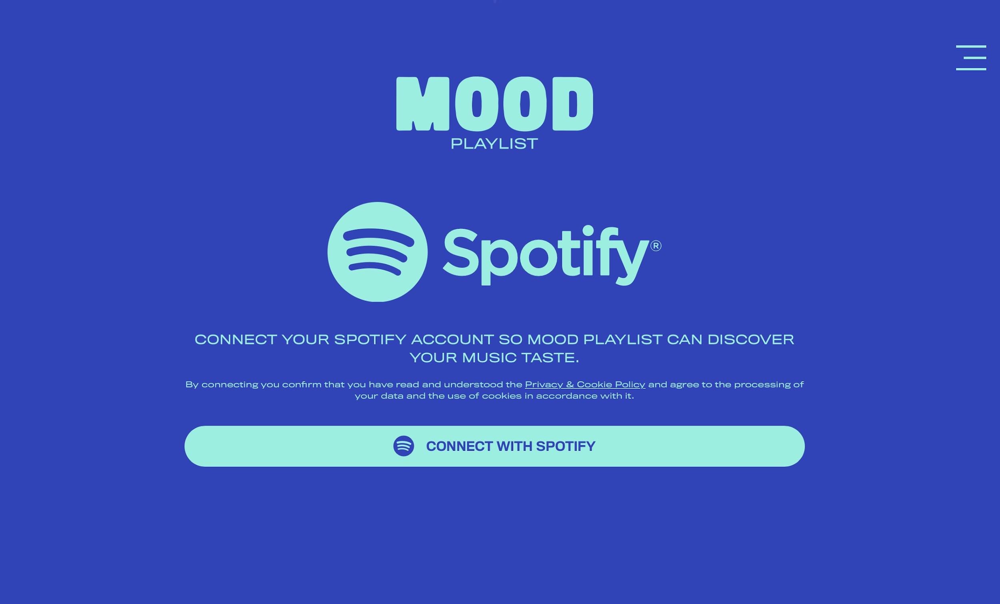 MOOD
PLAYLIST
Spotify®
CONNECT YOUR SPOTIFY ACCOUNT SO MOOD PLAYLIST CAN DISCOVER
YOUR MUSIC TASTE.
By connecting you confirm that you have read and understood the Privacy & Cookie Policy and agree to the processing of
your data and the use of cookies in accordance with it.
CONNECT WITH SPOTIFY